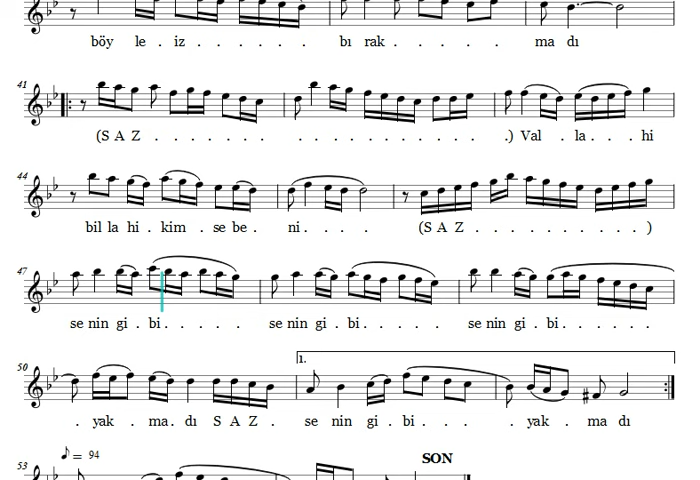 böy le . iz . . . . . . bı rak . . . . . ma dı
41
(S A Z . . . . . . . . . . . . . . . . . . . .) Val . la . . hi
44
bil la hi . kim . se be . ni . . . . (S A Z . . . . . . . . . . )
47
se nin gi . bi . . . . . se nin gi . bi . . . . . se nin gi . bi . . . . .
50 1.
. yak . ma . dı S A Z . se nin gi . bi . . . . yak . ma dı
53 ♪ = 94 SON